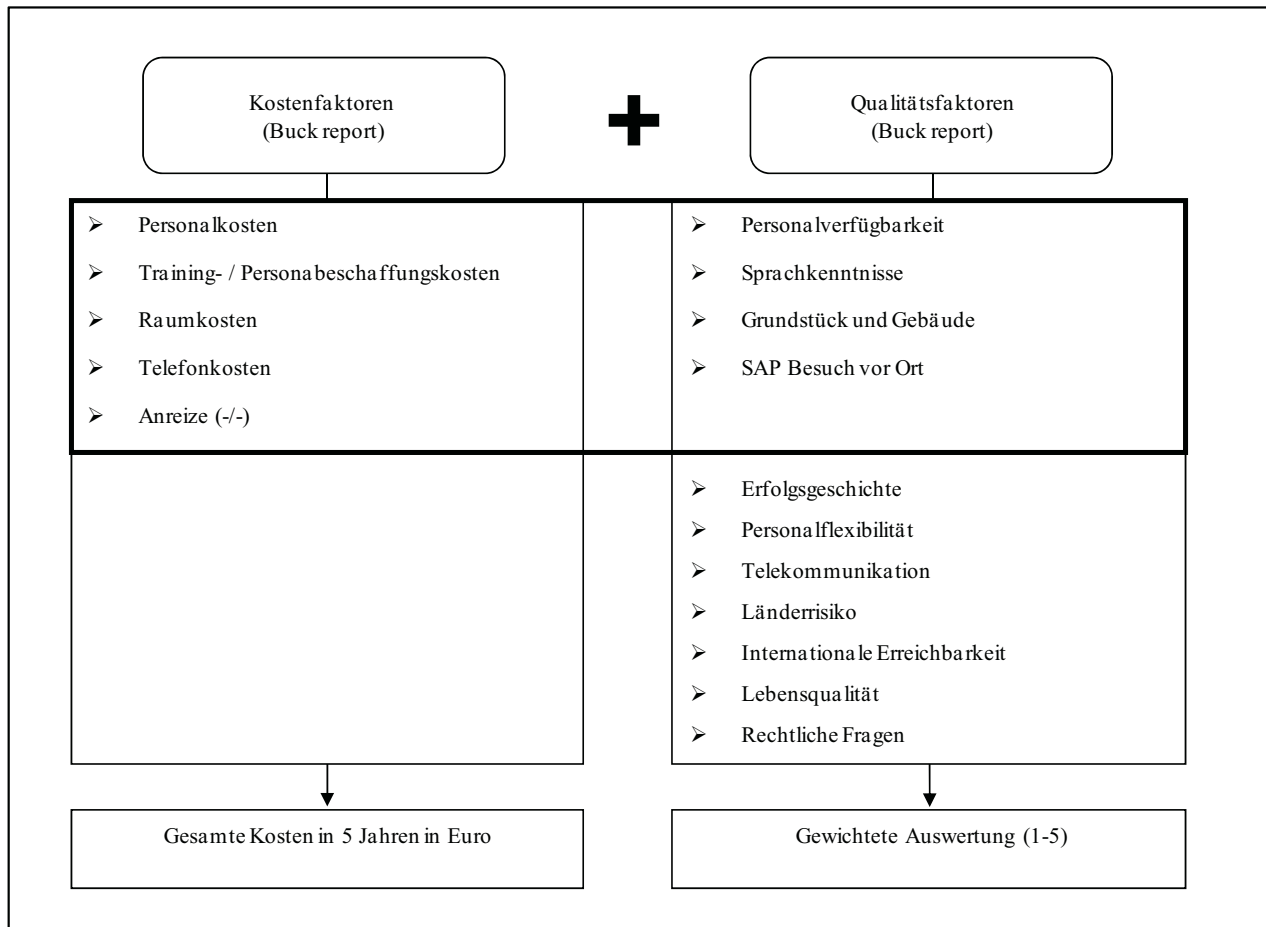 Kostenfaktoren
(Buck report)
+
Qualitätsfaktoren
(Buck report)
➢ Personalkosten
➢ Training- / Personabeschaffungskosten
➢ Raumkosten
➢ Telefonkosten
➢ Anreize (-/-)
➢ Personalverfügbarkeit
➢ Sprachkenntnisse
➢ Grundstück und Gebäude
➢ SAP Besuch vor Ort
➢ Erfolgsgeschichte
➢ Personalflexibilität
➢ Telekommunikation
➢ Länderrisiko
➢ Internationale Erreichbarkeit
➢ Lebensqualität
➢ Rechtliche Fragen
Gesamte Kosten in 5 Jahren in Euro
Gewichtete Auswertung (1-5)